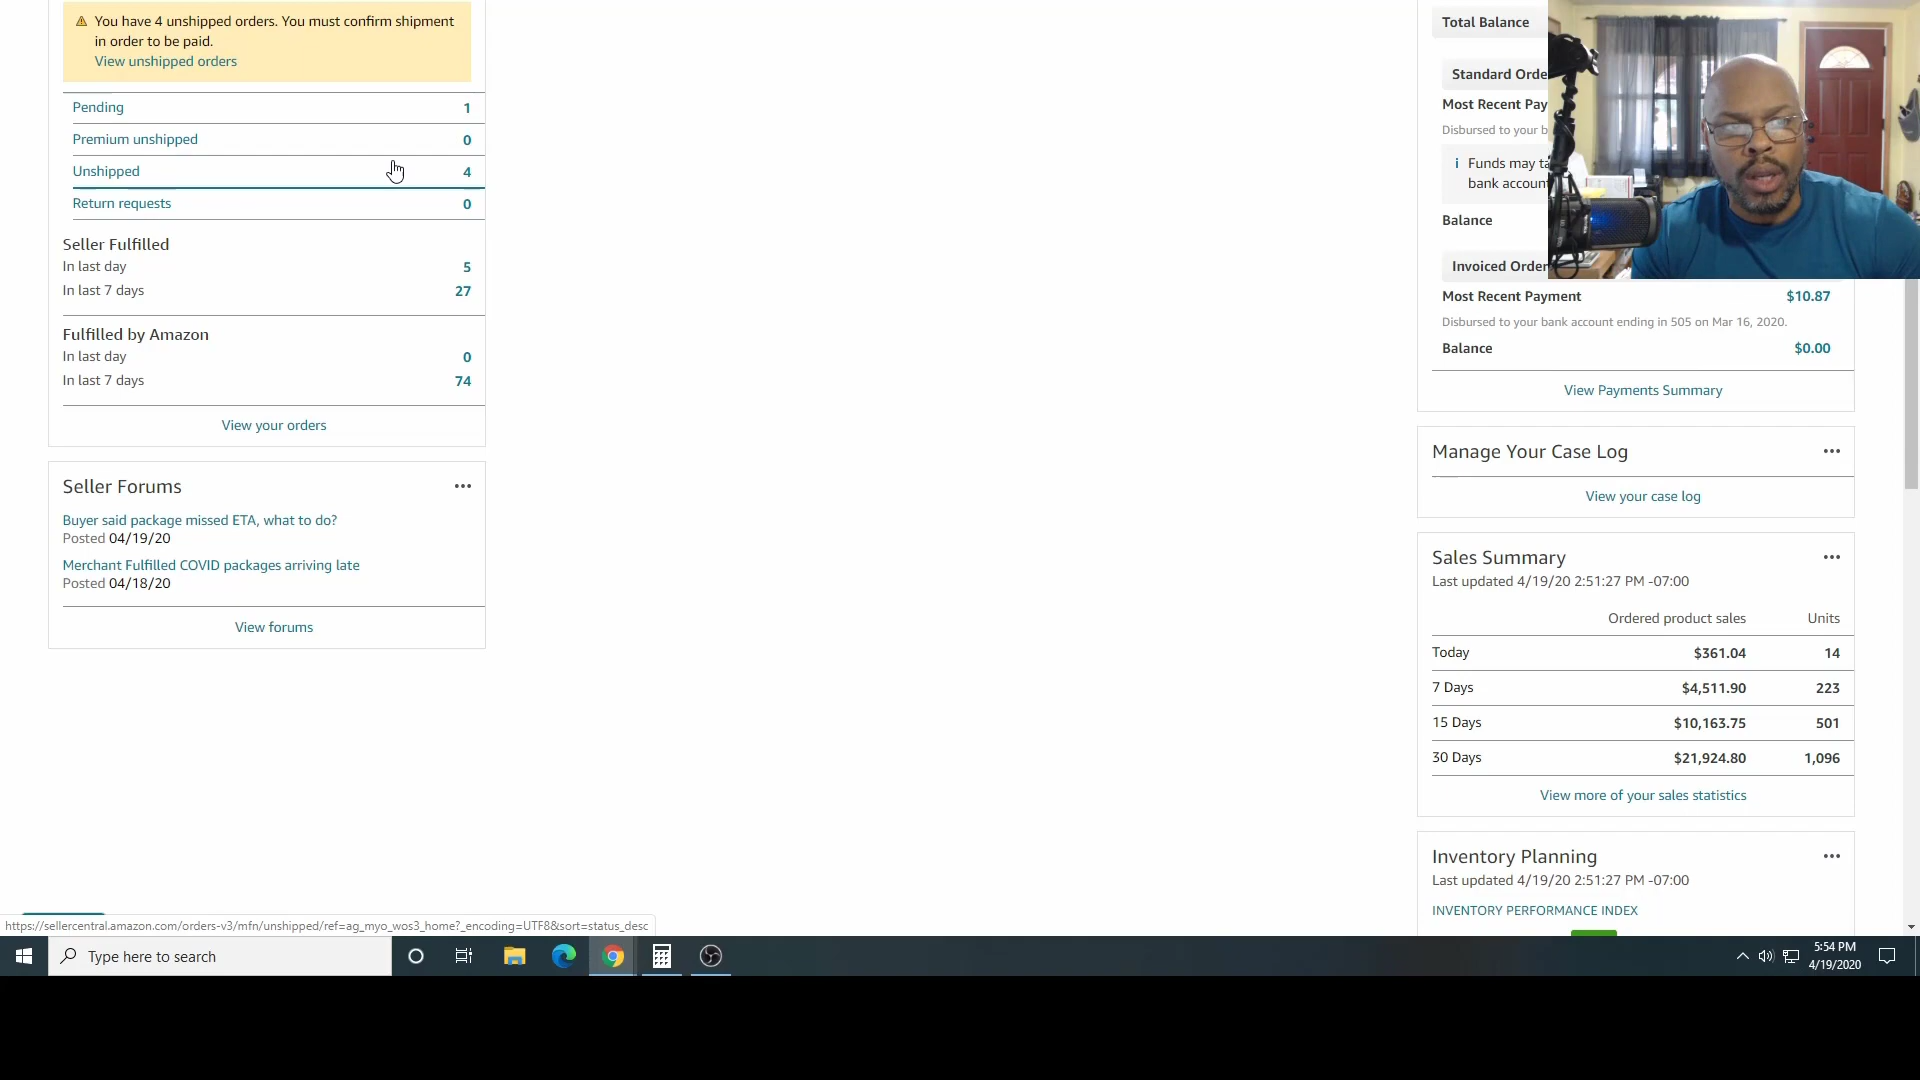 You have 4 unshipped orders. You must confirm shipment
in order to be paid.
View unshipped orders
Pending 1
Premium unshipped 0
Unshipped 4
Return requests 0
Seller Fulfilled
In last day 5
In last 7 days 27
Fulfilled by Amazon
In last day 0
In last 7 days 74
View your orders
Seller Forums
Buyer said package missed ETA, what to do?
Posted 04/19/20
Merchant Fulfilled COVID packages arriving late
Posted 04/18/20
View forums
Total Balance
Standard Orde
Most Recent Pay
Disbursed to your b
i Funds may ta
bank accoun
Balance
Invoiced Order
Most Recent Payment $10.87
Disbursed to your bank account ending in 505 on Mar 16, 2020.
Balance $0.00
View Payments Summary
Manage Your Case Log
View your case log
Sales Summary
Last updated 4/19/20 2:51:27 PM -07:00
Ordered product sales Units
Today $361.04 14
7 Days $4,511.90 223
15 Days $10,163.75 501
30 Days $21,924.80 1,096
View more of your sales statistics
Inventory Planning
Last updated 4/19/20 2:51:27 PM -07:00
INVENTORY PERFORMANCE INDEX
https://sellercentral.amazon.com/orders-v3/mfn/unshipped/ref=ag_myo_wos3_home?_encoding=UTF8&sort=status_desc
Type here to search
5:54 PM
4/19/2020